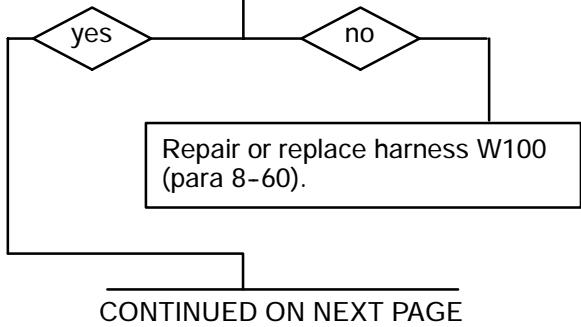 yes
no
Repair or replace harness W100
(para 8-60).
CONTINUED ON NEXT PAGE